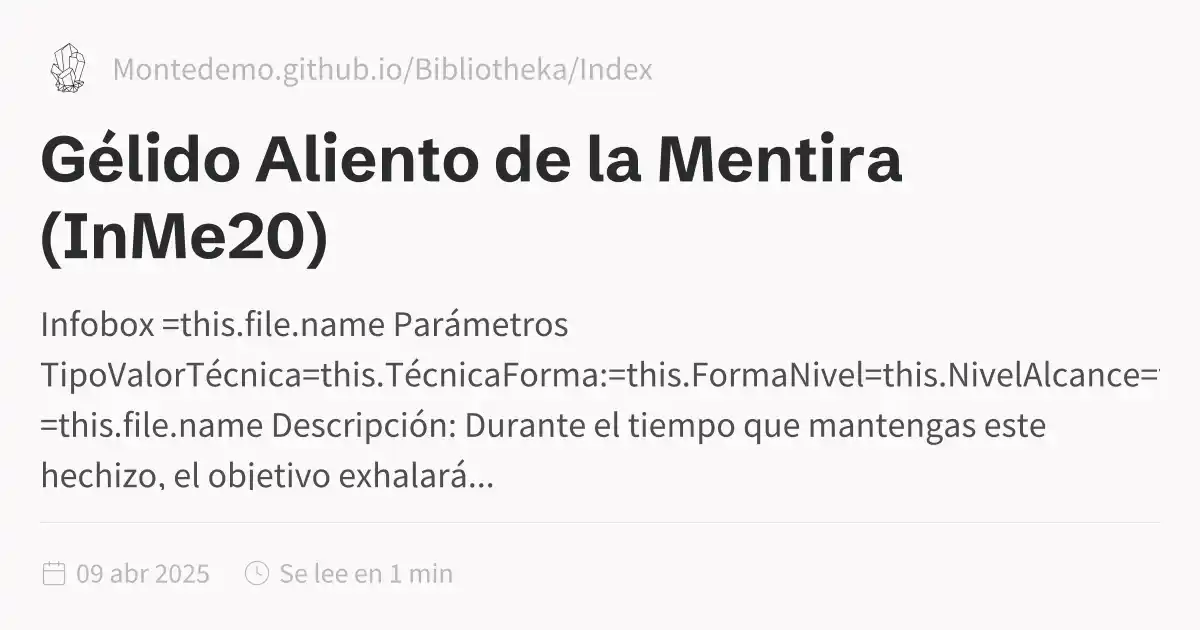 Montedemo.github.io/Bibliotheka/Index
Gélido Aliento de la Mentira
(InMe20)
Infobox =this.file.name Parámetros
TipoValorTécnica=this.TécnicaForma:=this.FormaNivel=this.NivelAlcance=
=this.file.name Descripción: Durante el tiempo que mantengas este
hechizo, el objetivo exhalará...
09 abr 2025 Se lee en 1 min